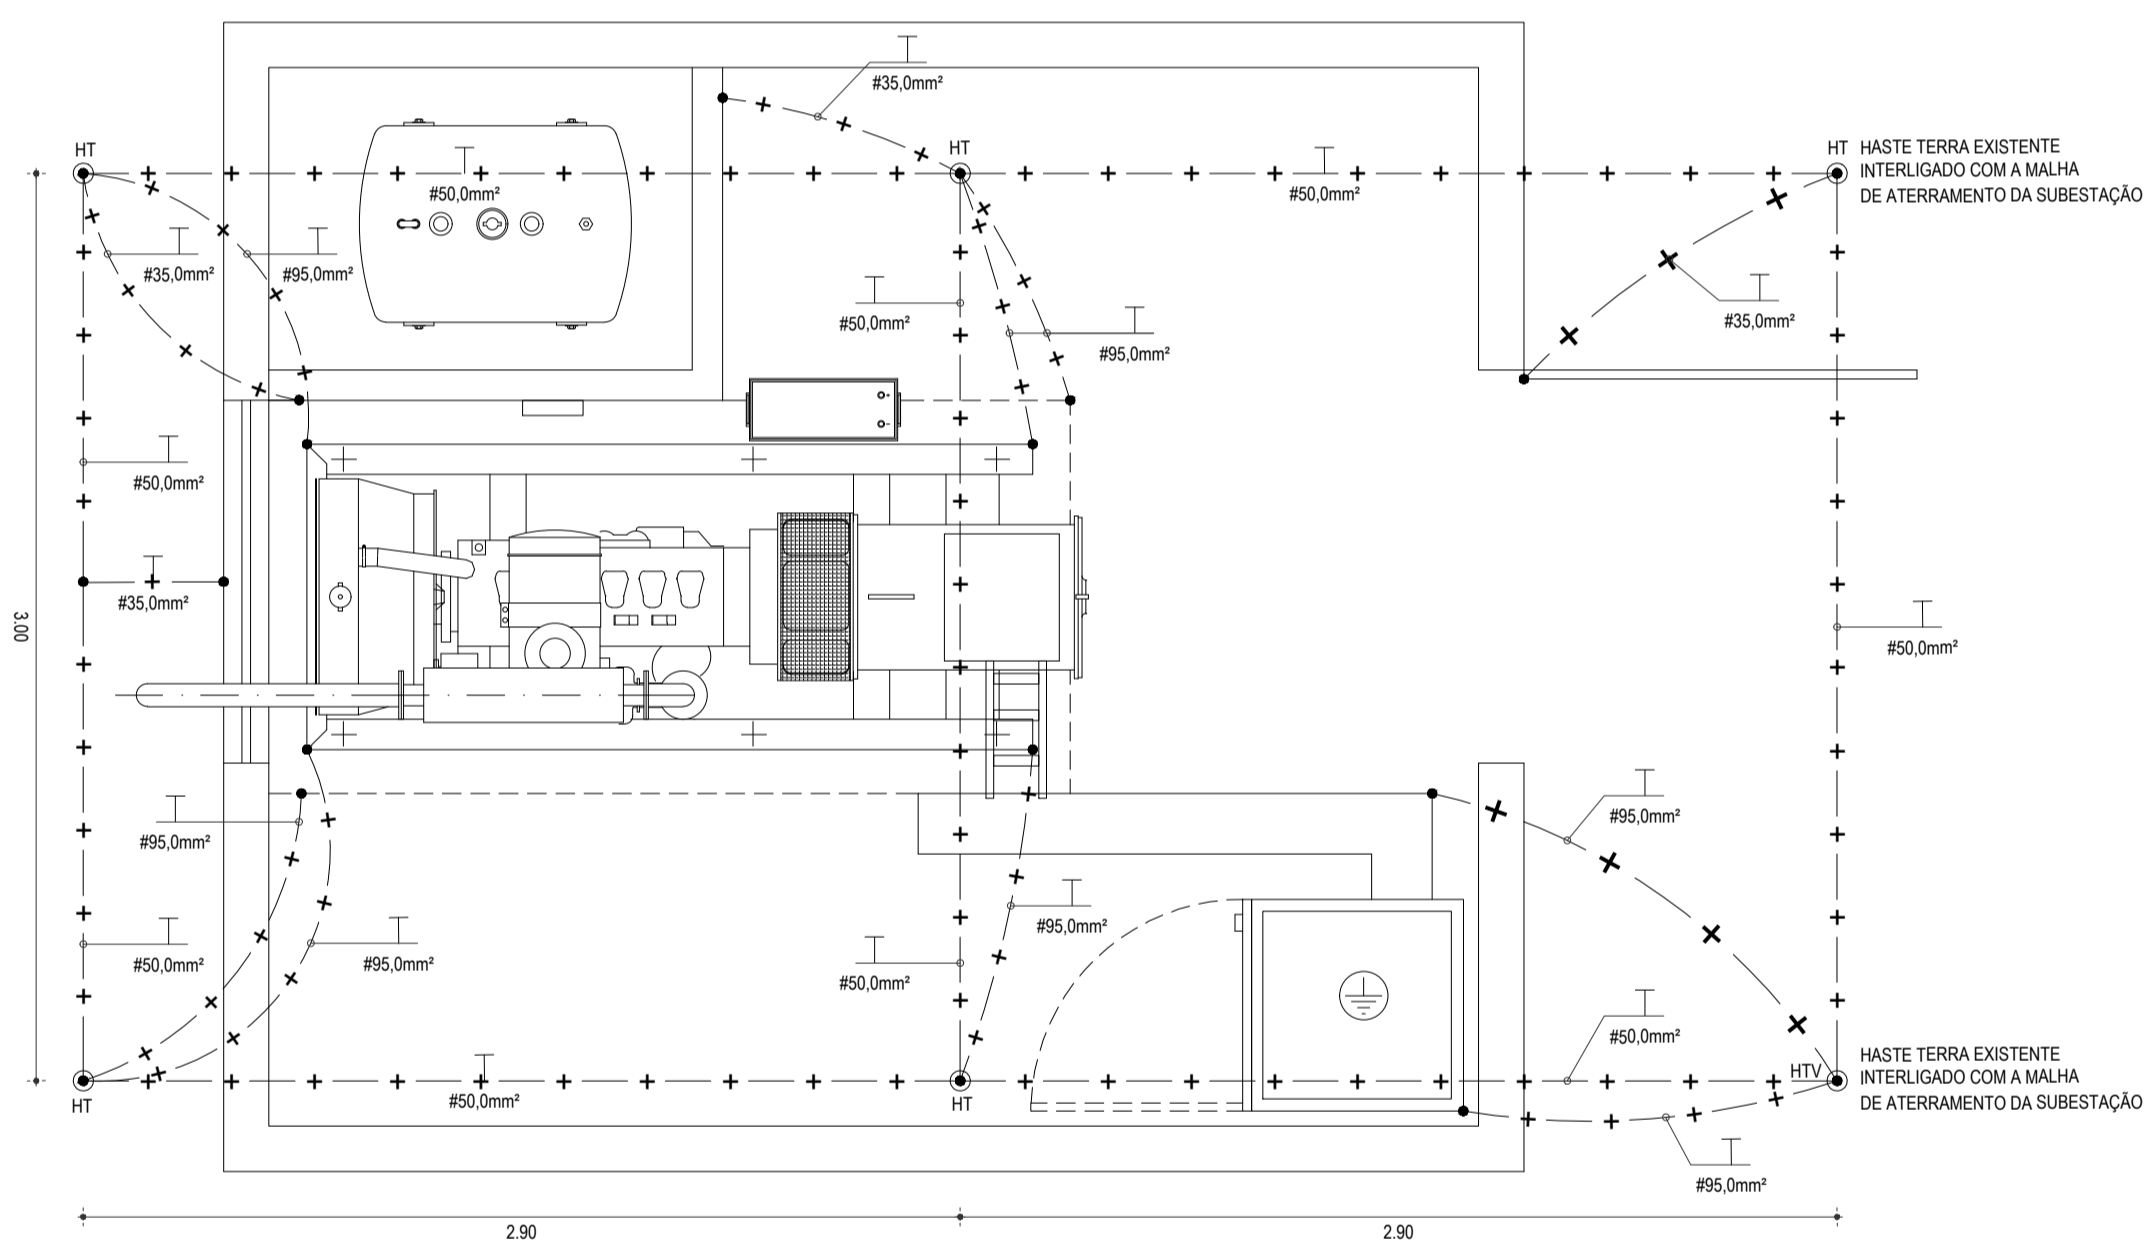 #35,0mm²
HT
HT
HT
HASTE TERRA EXISTENTE
INTERLIGADO COM A MALHA
DE ATERRAMENTO DA SUBESTAÇÃO
#50,0mm²
#50,0mm²
#35,0mm²
#95,0mm²
#50,0mm²
#35,0mm²
#95,0mm²
#50,0mm²
#35,0mm²
3.00
#50,0mm²
#95,0mm²
#95,0mm²
#95,0mm²
#50,0mm²
#95,0mm²
#50,0mm²
#50,0mm²
HTV
HASTE TERRA EXISTENTE
INTERLIGADO COM A MALHA
DE ATERRAMENTO DA SUBESTAÇÃO
HT
#50,0mm²
HT
#95,0mm²
2.90
2.90